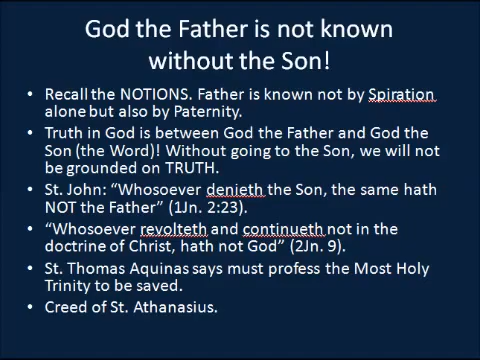 God the Father is not known
without the Son!
• Recall the NOTIONS. Father is known not by Spiration
alone but also by Paternity.
• Truth in God is between God the Father and God the
Son (the Word)! Without going to the Son, we will not
be grounded on TRUTH.
• St. John: “Whosoever denieth the Son, the same hath
NOT the Father” (1Jn. 2:23).
• “Whosoever revolteth and continueth not in the
doctrine of Christ, hath not God” (2Jn. 9).
• St. Thomas Aquinas says must profess the Most Holy
Trinity to be saved.
• Creed of St. Athanasius.